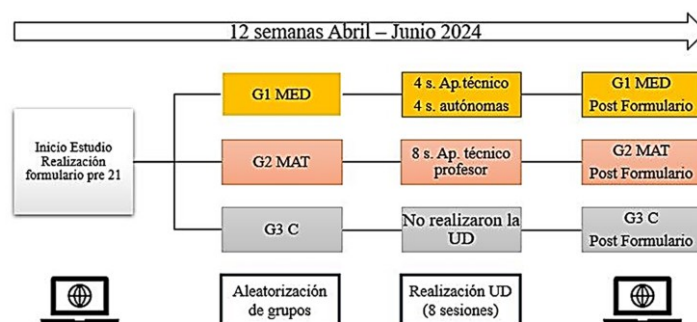 12 semanas Abril – Junio 2024
Inicio Estudio
Realización
formulario pre 21
G1 MED
4 s. Ap.técnico
4 s. autónomas
G1 MED
Post Formulario
G2 MAT
8 s. Ap. técnico
profesor
G2 MAT
Post Formulario
G3 C
No realizaron la
UD
G3 C
Post Formulario
Aleatorización
de grupos
Realización UD
(8 sesiones)